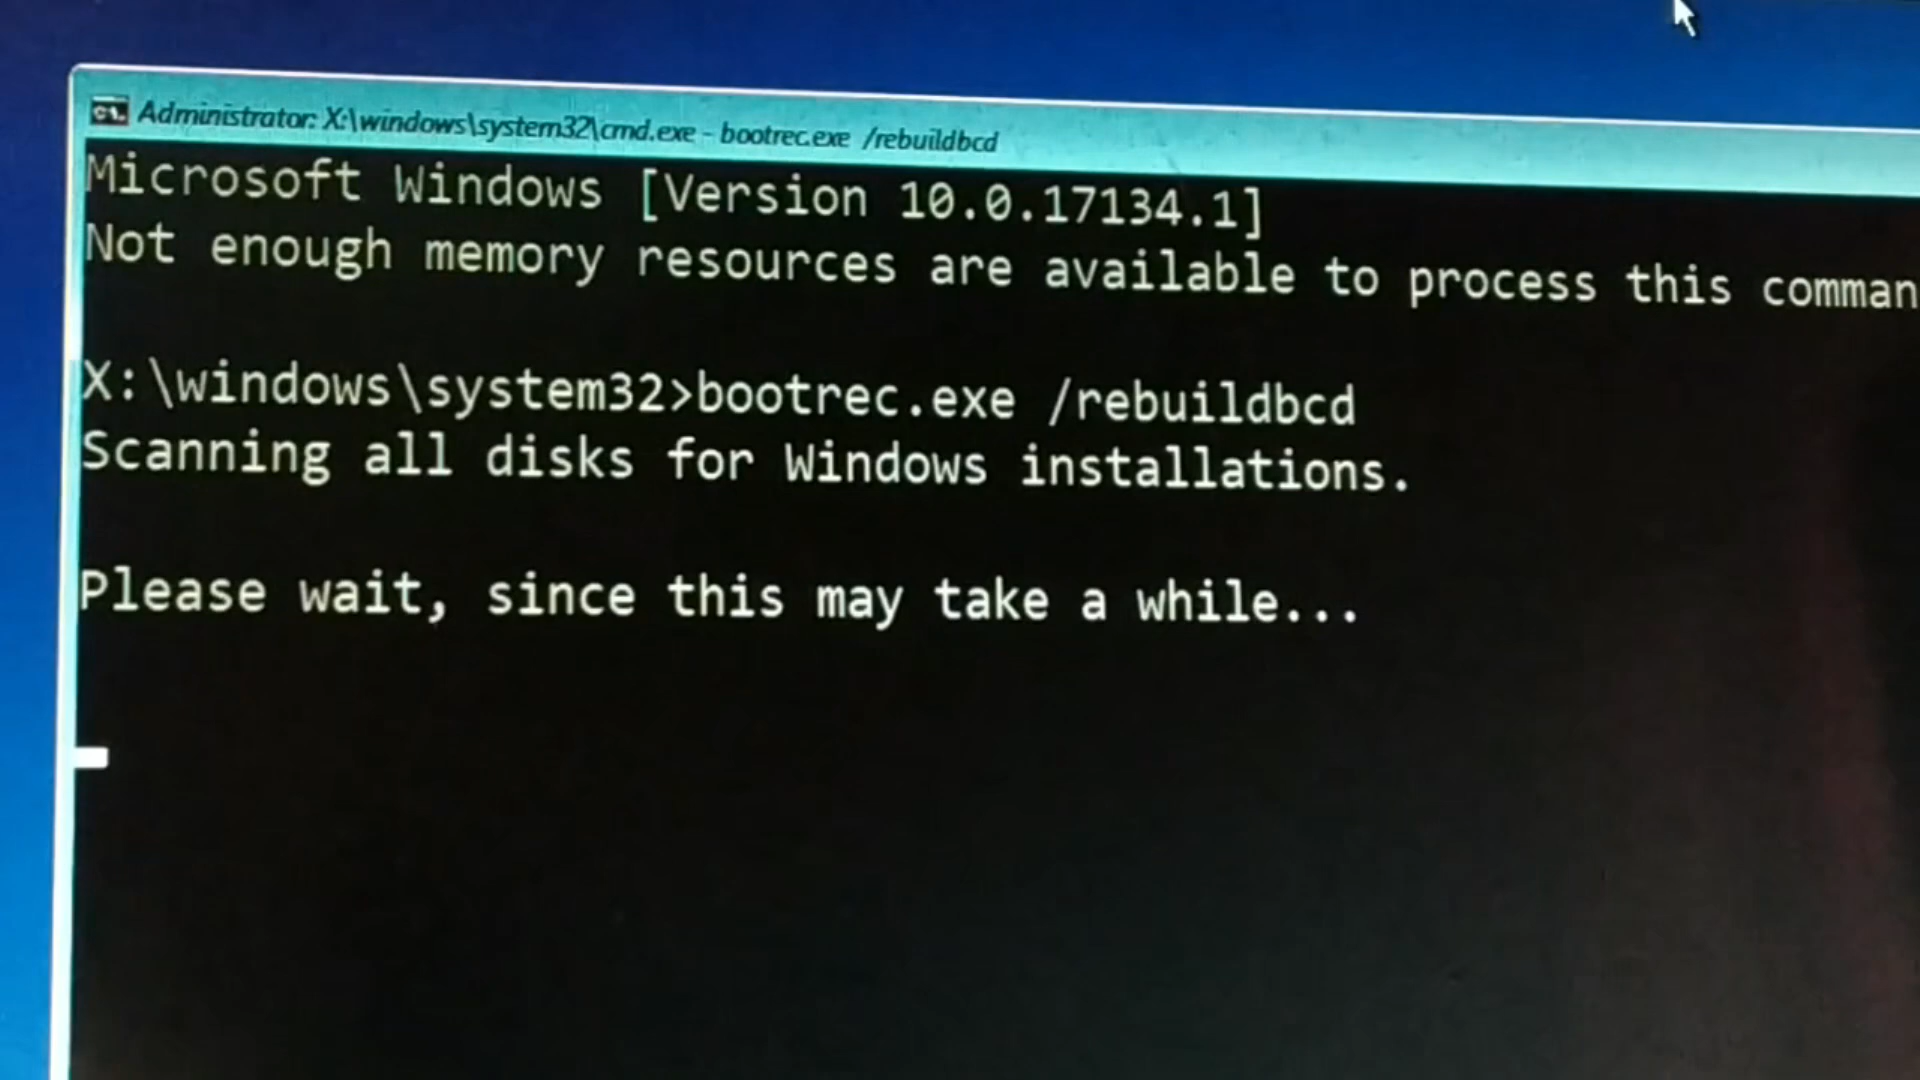 Administrator: X:\windows\system32\cmd.exe - bootrec.exe /rebuildbcd
Microsoft Windows [Version 10.0.17134.1]
Not enough memory resources are available to process this comman
X:\windows\system32>bootrec.exe /rebuildbcd
Scanning all disks for Windows installations.
Please wait, since this may take a while...